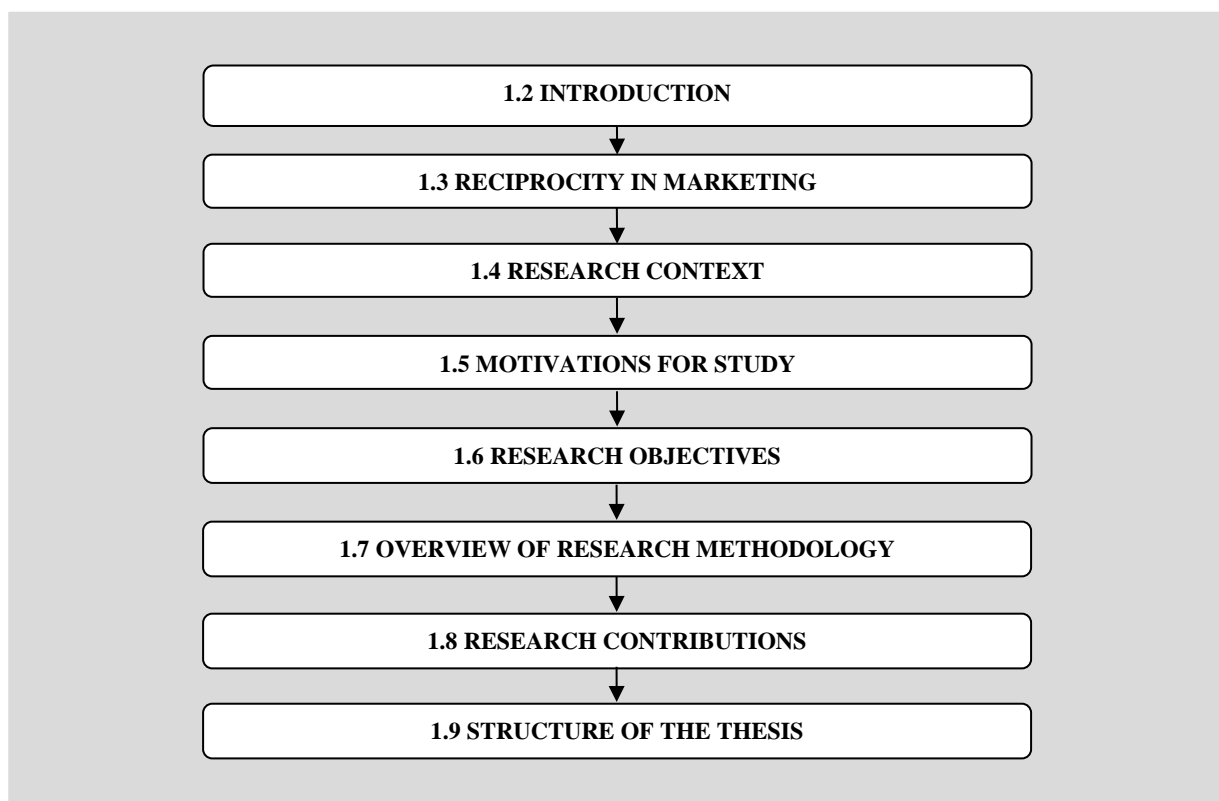 1.2 INTRODUCTION
1.3 RECIPROCITY IN MARKETING
1.4 RESEARCH CONTEXT
1.5 MOTIVATIONS FOR STUDY
1.6 RESEARCH OBJECTIVES
1.7 OVERVIEW OF RESEARCH METHODOLOGY
1.8 RESEARCH CONTRIBUTIONS
1.9 STRUCTURE OF THE THESIS